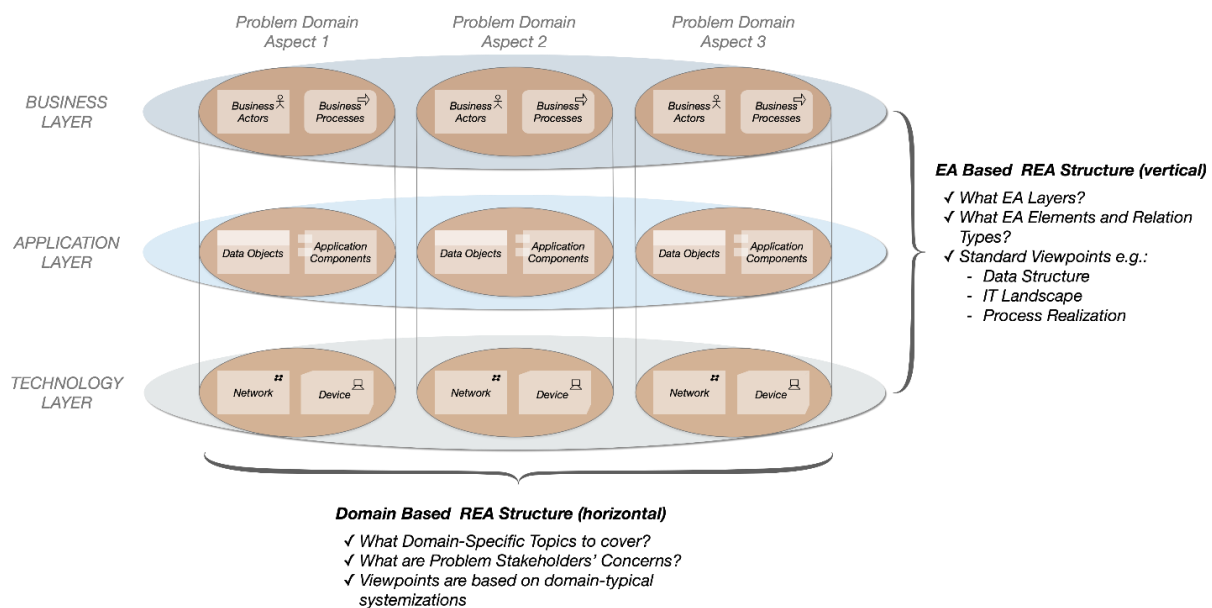 Problem Domain
Aspect 1
Problem Domain
Aspect 2
Problem Domain
Aspect 3
BUSINESS
LAYER
Business
Actors
Business
Processes
Business
Actors
Business
Processes
Business
Actors
Business
Processes
APPLICATION
LAYER
Data Objects
Application
Components
Data Objects
Application
Components
Data Objects
Application
Components
TECHNOLOGY
LAYER
Network
Device
Network
Device
Network
Device
EA Based REA Structure (vertical)
✓ What EA Layers?
✓ What EA Elements and Relation
Types?
✓ Standard Viewpoints e.g.:
- Data Structure
- IT Landscape
- Process Realization
Domain Based REA Structure (horizontal)
✓ What Domain-Specific Topics to cover?
✓ What are Problem Stakeholders' Concerns?
✓ Viewpoints are based on domain-typical
systemizations